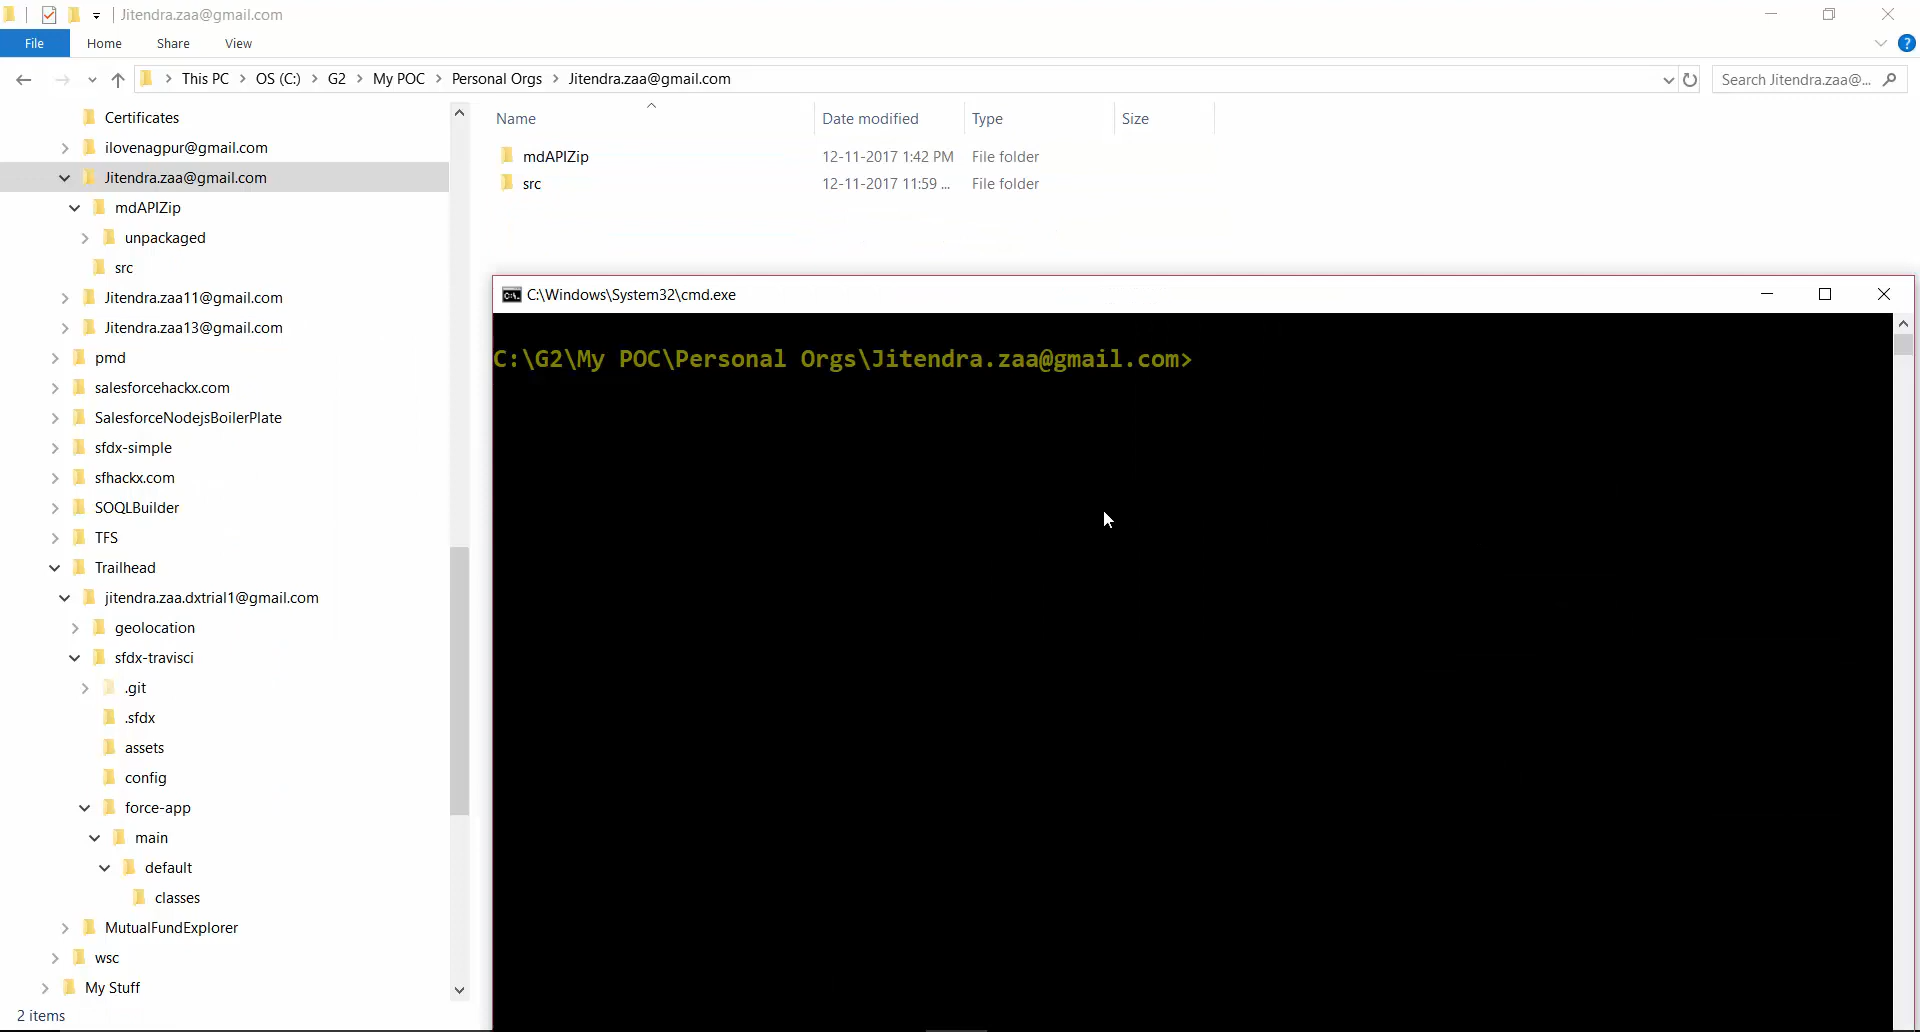 Jitendra.zaa@gmail.com
File Home Share View
This PC OS (C:) G2 My POC Personal Orgs Jitendra.zaa@gmail.com
Search Jitendra.zaa@...
Certificates
ilovenagpur@gmail.com
Jitendra.zaa@gmail.com
mdAPIZip
unpackaged
src
Jitendra.zaa11@gmail.com
Jitendra.zaa13@gmail.com
pmd
salesforcehackx.com
SalesforceNodejsBoilerPlate
sfdx-simple
sfhackx.com
SOQLBuilder
TFS
Trailhead
jitendra.zaa.dxtrial1@gmail.com
geolocation
sfdx-travisci
.git
.sfdx
assets
config
force-app
main
default
classes
MutualFundExplorer
wsc
My Stuff
2 items
Name Date modified Type Size
mdAPIZip 12-11-2017 1:42 PM File folder
src 12-11-2017 11:59 ... File folder
C:\Windows\System32\cmd.exe
C:\G2\My POC\Personal Orgs\Jitendra.zaa@gmail.com>